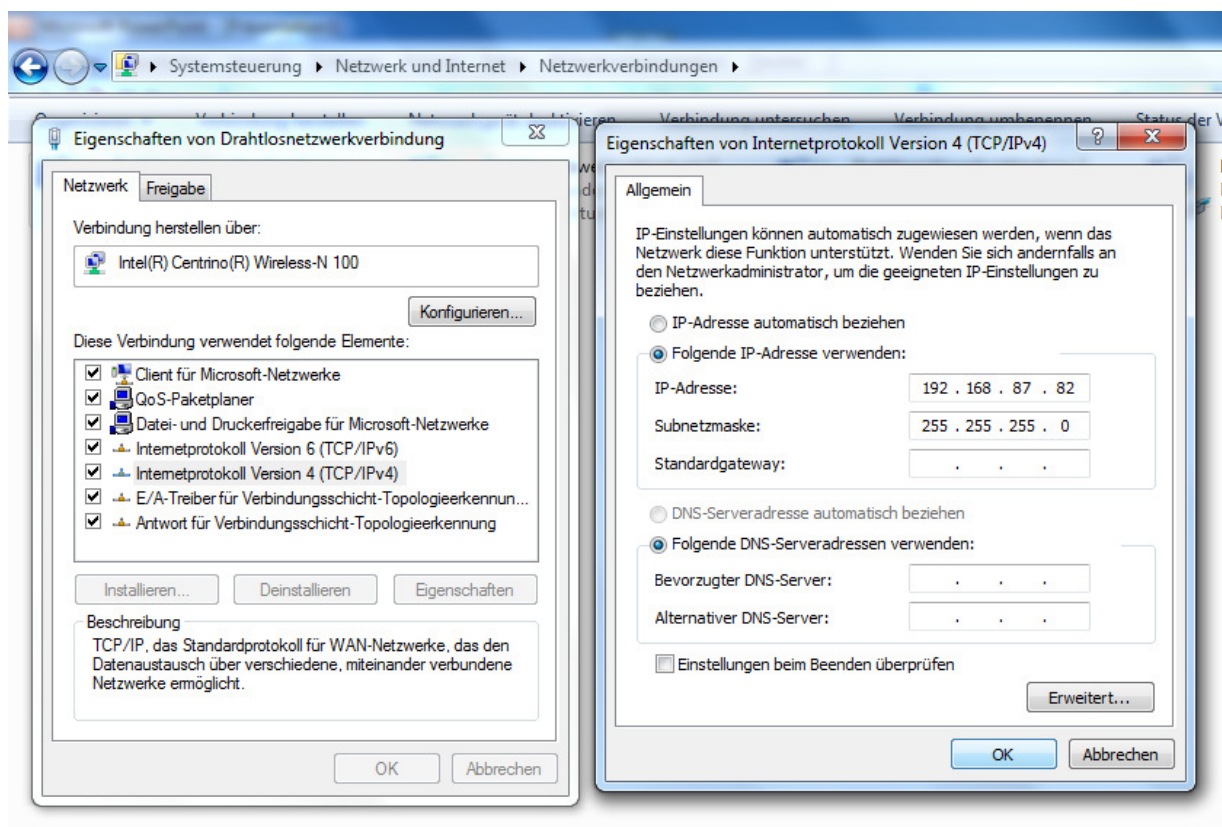 Systemsteuerung ▸ Netzwerk und Internet ▸ Netzwerkverbindungen ▸
Verbindung untersuchen
Verbindung umbenennen
Status der V
Eigenschaften von Drahtlosnetzwerkverbindung
Netzwerk Freigabe
Verbindung herstellen über:
Intel(R) Centrino(R) Wireless-N 100
Konfigurieren...
Diese Verbindung verwendet folgende Elemente:
Client für Microsoft-Netzwerke
QoS-Paketplaner
Datei- und Druckerfreigabe für Microsoft-Netzwerke
Internetprotokoll Version 6 (TCP/IPv6)
Internetprotokoll Version 4 (TCP/IPv4)
E/A-Treiber für Verbindungsschicht-Topologieerkennun...
Antwort für Verbindungsschicht-Topologieerkennung
Installieren... Deinstallieren Eigenschaften
Beschreibung
TCP/IP, das Standardprotokoll für WAN-Netzwerke, das den
Datenaustausch über verschiedene, miteinander verbundene
Netzwerke ermöglicht.
OK Abbrechen
Eigenschaften von Internetprotokoll Version 4 (TCP/IPv4)
Allgemein
IP-Einstellungen können automatisch zugewiesen werden, wenn das
Netzwerk diese Funktion unterstützt. Wenden Sie sich andernfalls an
den Netzwerkadministrator, um die geeigneten IP-Einstellungen zu
beziehen.
IP-Adresse automatisch beziehen
Folgende IP-Adresse verwenden:
IP-Adresse: 192 . 168 . 87 . 82
Subnetzmaske: 255 . 255 . 255 . 0
Standardgateway: . . .
DNS-Serveradresse automatisch beziehen
Folgende DNS-Serveradressen verwenden:
Bevorzugter DNS-Server: . . .
Alternativer DNS-Server: . . .
Einstellungen beim Beenden überprüfen
Erweitert...
OK Abbrechen